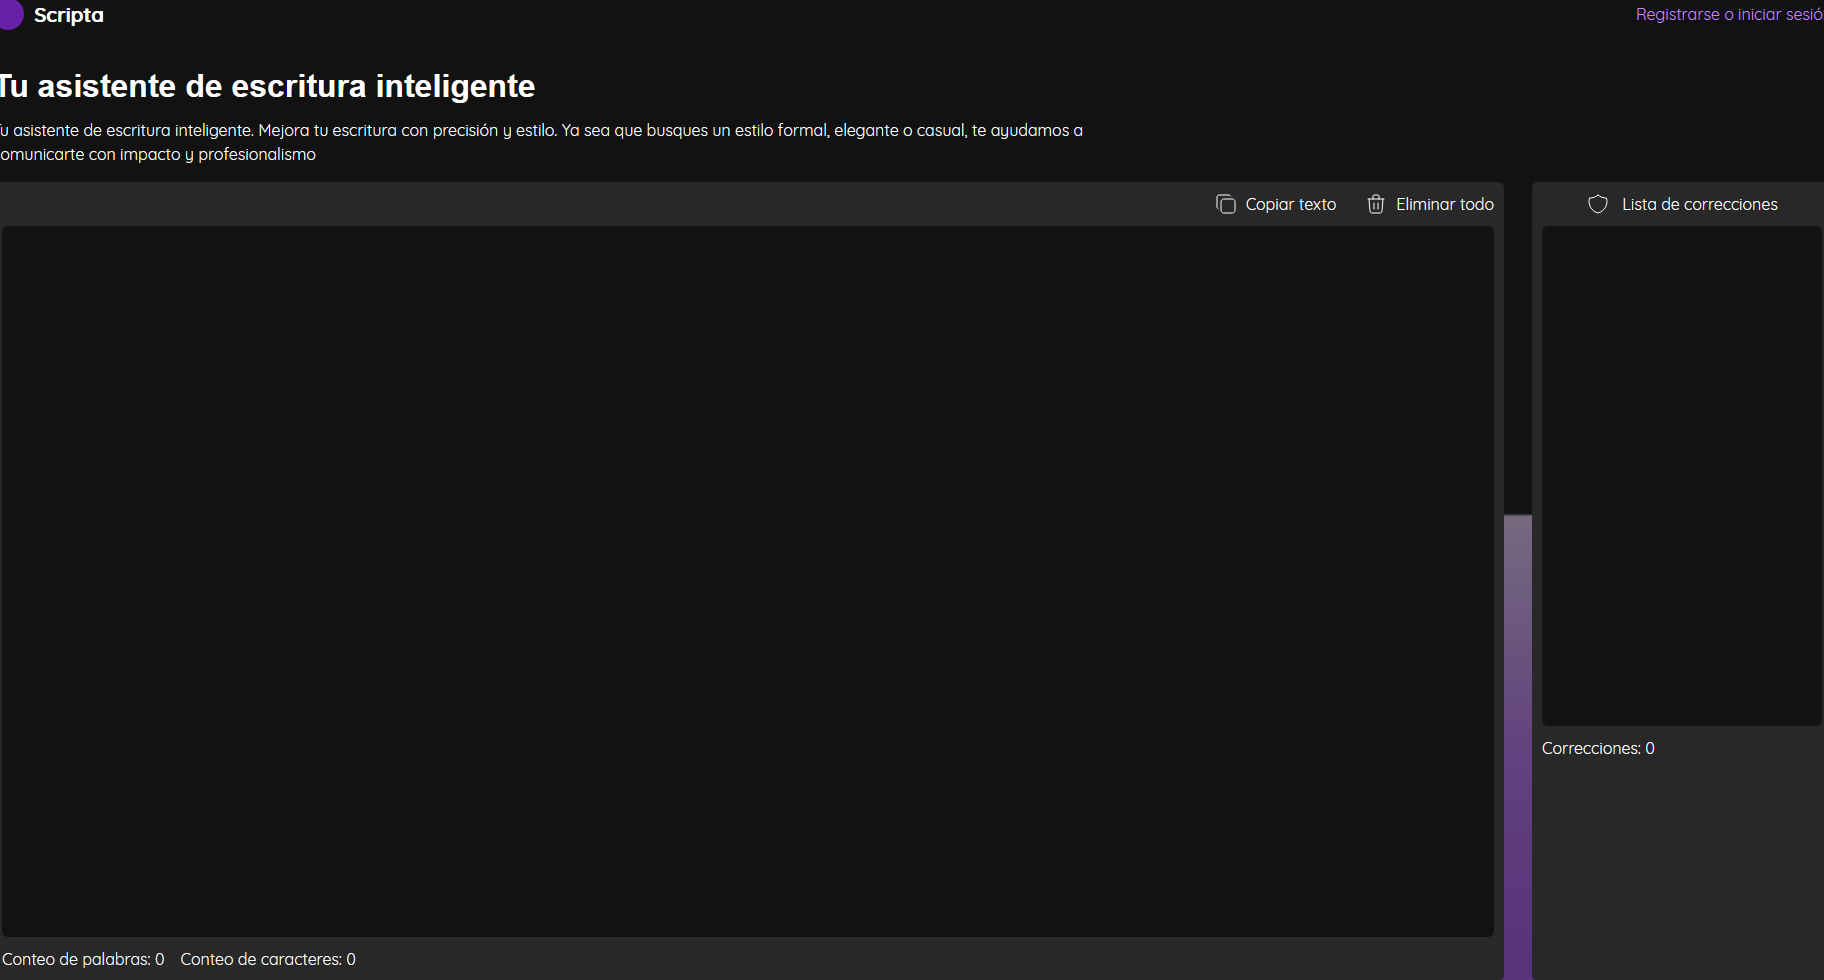 Scripta
Registrarse o iniciar sesió
Tu asistente de escritura inteligente
u asistente de escritura inteligente. Mejora tu escritura con precisión y estilo. Ya sea que busques un estilo formal, elegante o casual, te ayudamos a
omunicarte con impacto y profesionalismo
Copiar texto
Eliminar todo
Lista de correcciones
Correcciones: 0
Conteo de palabras: 0
Conteo de caracteres: 0